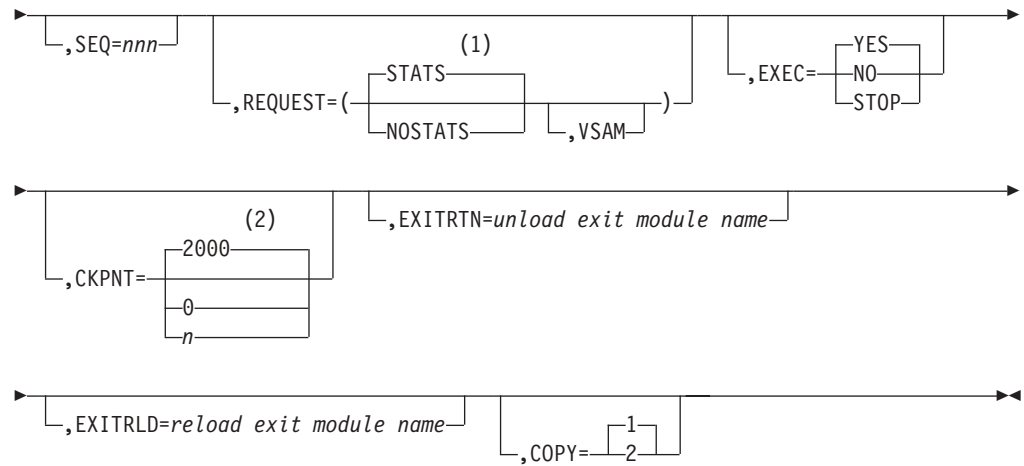 ,SEQ=nnn
(1)
,REQUEST=(
STATS
NOSTATS
,VSAM
)
,EXEC=
YES
NO
STOP
(2)
,CKPNT=
2000
0
n
,EXITRTN=unload exit module name
,EXITRLD=reload exit module name
,COPY=
1
2